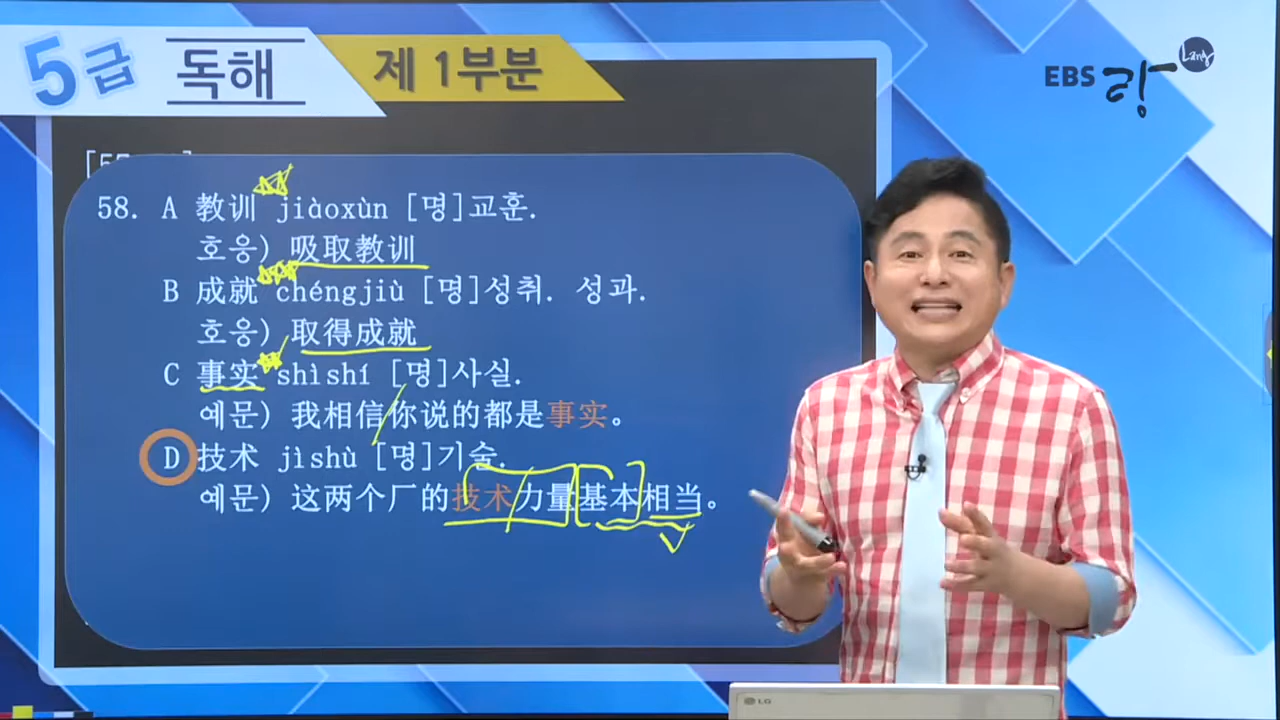 5급 독해 제 1부분
EBS 랑 Lang
58. A 教训 jiàoxùn [명]교훈.
호응) 吸取教训
B 成就 chéngjiù [명]성취. 성과.
호응) 取得成就
C 事实 shìshí [명]사실.
예문) 我相信你说的都是事实。
D 技术 jìshù [명]기술.
예문) 这两个厂的技术力量基本相当。
LG